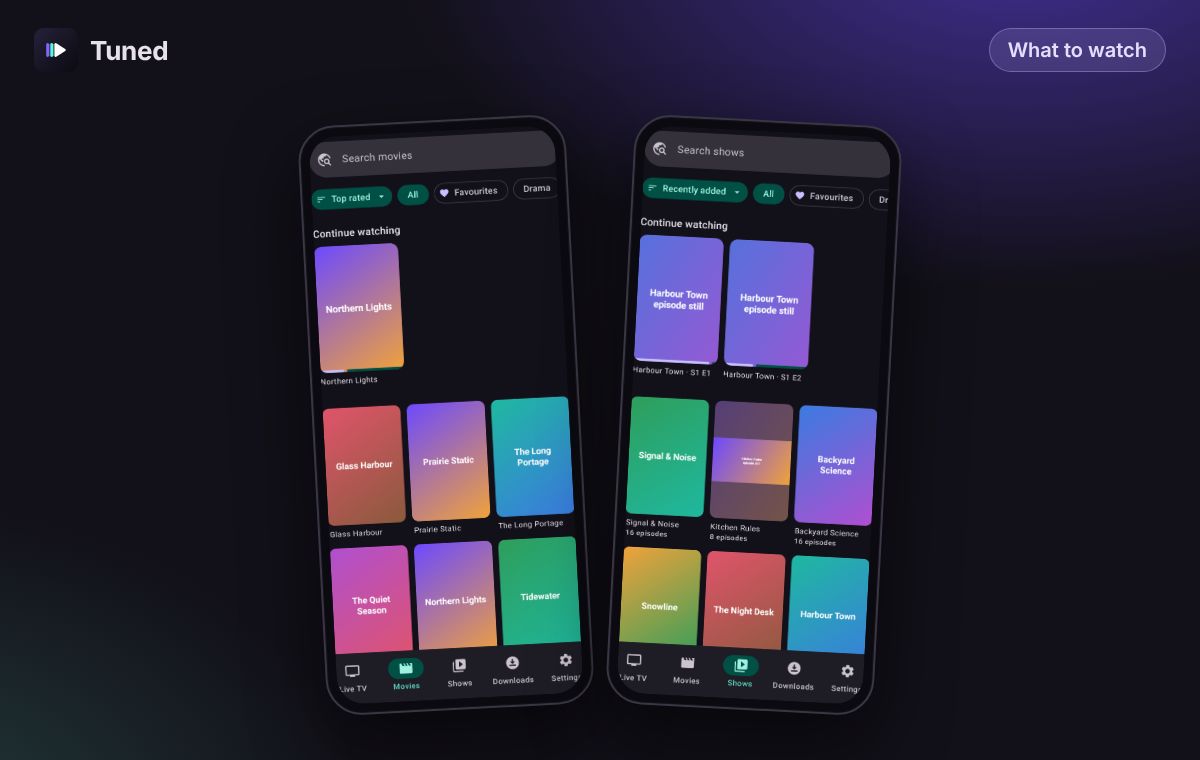 Tuned
What to watch
Search movies
Top rated
All
Favourites
Drama
Continue watching
Northern Lights
Northern Lights
Glass Harbour
Prairie Static
The Long
Portage
Glass Harbour
Prairie Static
The Long Portage
The Quiet
Season
Northern Lights
Tidewater
Live TV
Movies
Shows
Downloads
Settings
Search shows
Recently added
All
Favourites
Dr
Continue watching
Harbour Town
episode still
Harbour Town
episode still
Harbour Town · S1 E1
Harbour Town · S1 E2
Signal & Noise
Backyard
Science
Signal & Noise
16 episodes
Kitchen Rules
8 episodes
Backyard Science
16 episodes
Snowline
The Night Desk
Harbour Town
Live TV
Movies
Shows
Downloads
Settings